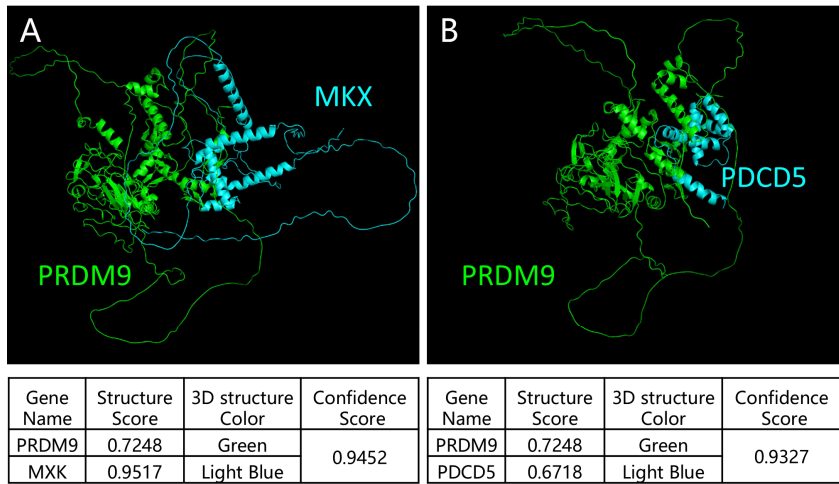 A
MKX
PRDM9
B
PDCD5
PRDM9
Gene Name Structure Score 3D structure Color Confidence Score
PRDM9 0.7248 Green 0.9452
MXK 0.9517 Light Blue
Gene Name Structure Score 3D structure Color Confidence Score
PRDM9 0.7248 Green 0.9327
PDCD5 0.6718 Light Blue